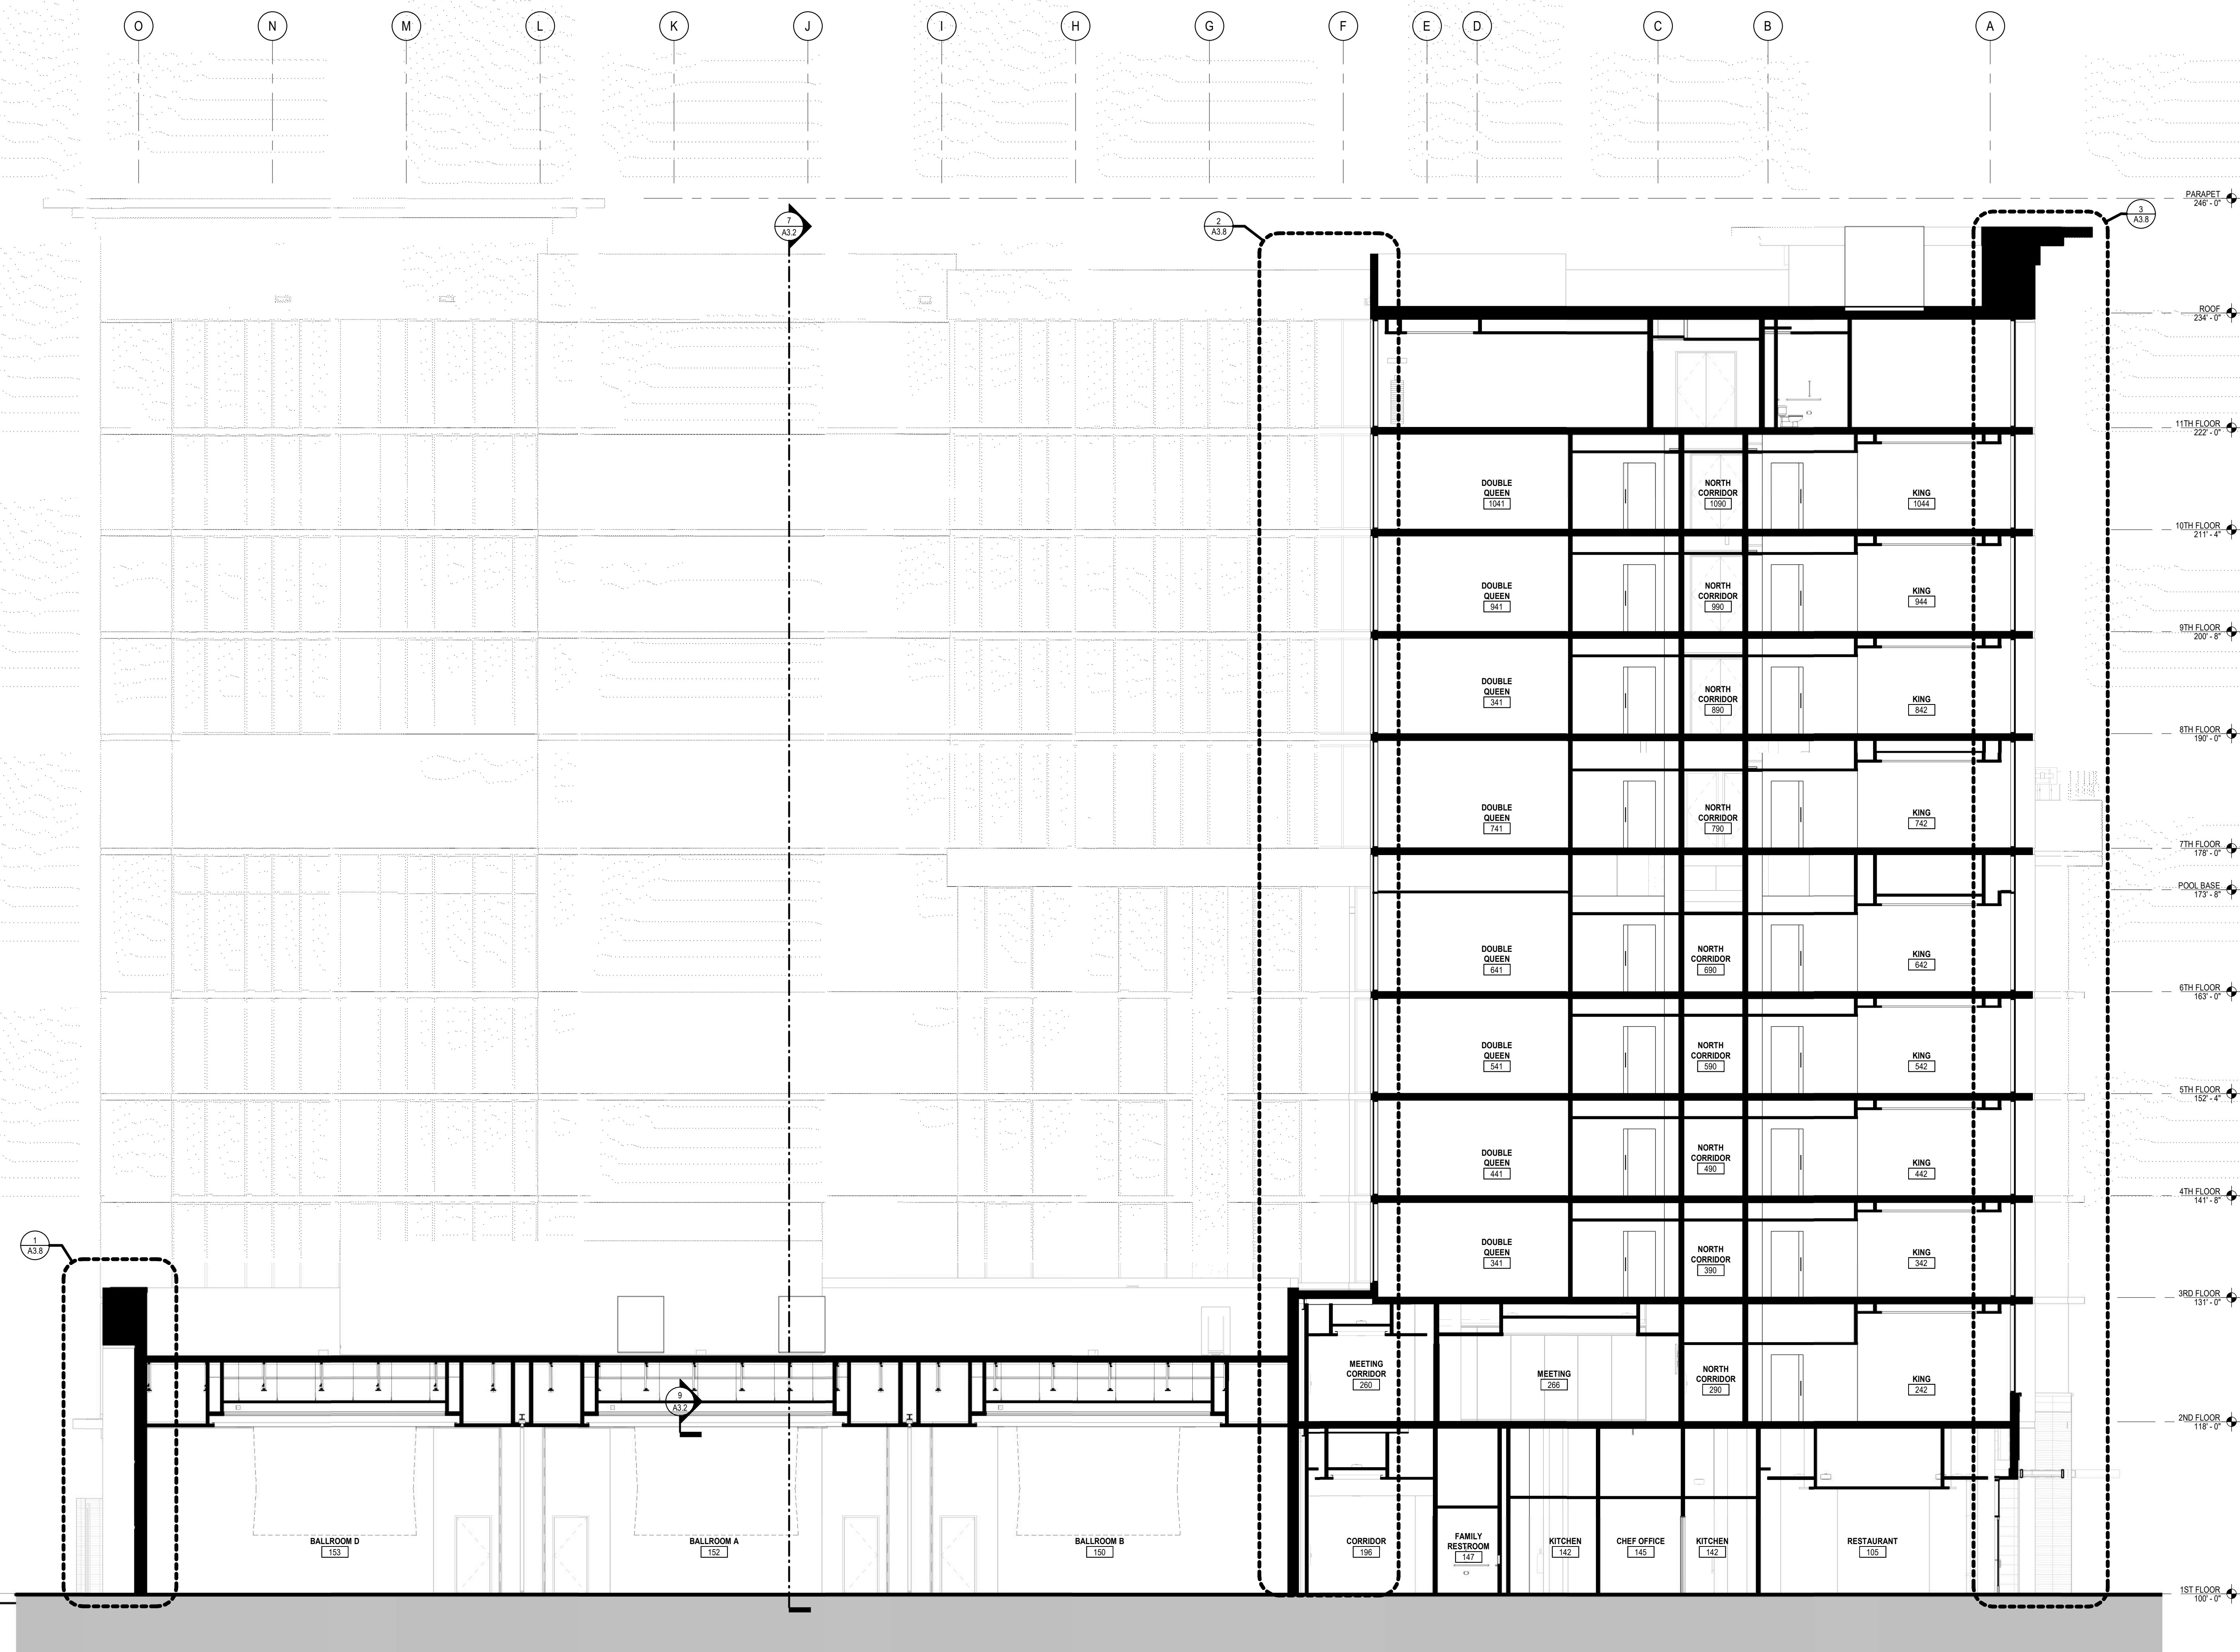 O
N
M
L
K
J
I
H
G
F
E
D
C
B
A
PARAPET
246' - 0"
7
A3.2
2
A3.8
3
A3.8
ROOF
234' - 0"
11TH FLOOR
222' - 0"
DOUBLE
QUEEN
1041
NORTH
CORRIDOR
1090
KING
1044
10TH FLOOR
211' - 4"
DOUBLE
QUEEN
941
NORTH
CORRIDOR
990
KING
944
9TH FLOOR
200' - 8"
DOUBLE
QUEEN
341
NORTH
CORRIDOR
890
KING
842
8TH FLOOR
190' - 0"
DOUBLE
QUEEN
741
NORTH
CORRIDOR
790
KING
742
7TH FLOOR
178' - 0"
POOL BASE
173' - 8"
DOUBLE
QUEEN
641
NORTH
CORRIDOR
690
KING
642
6TH FLOOR
163' - 0"
DOUBLE
QUEEN
541
NORTH
CORRIDOR
590
KING
542
5TH FLOOR
152' - 4"
DOUBLE
QUEEN
441
NORTH
CORRIDOR
490
KING
442
4TH FLOOR
141' - 8"
1
A3.8
DOUBLE
QUEEN
341
NORTH
CORRIDOR
390
KING
342
3RD FLOOR
131' - 0"
9
A3.2
MEETING
CORRIDOR
260
MEETING
266
NORTH
CORRIDOR
290
KING
242
2ND FLOOR
118' - 0"
BALLROOM D
153
BALLROOM A
152
BALLROOM B
150
CORRIDOR
196
FAMILY
RESTROOM
147
KITCHEN
142
CHEF OFFICE
145
KITCHEN
142
RESTAURANT
105
1ST FLOOR
100' - 0"